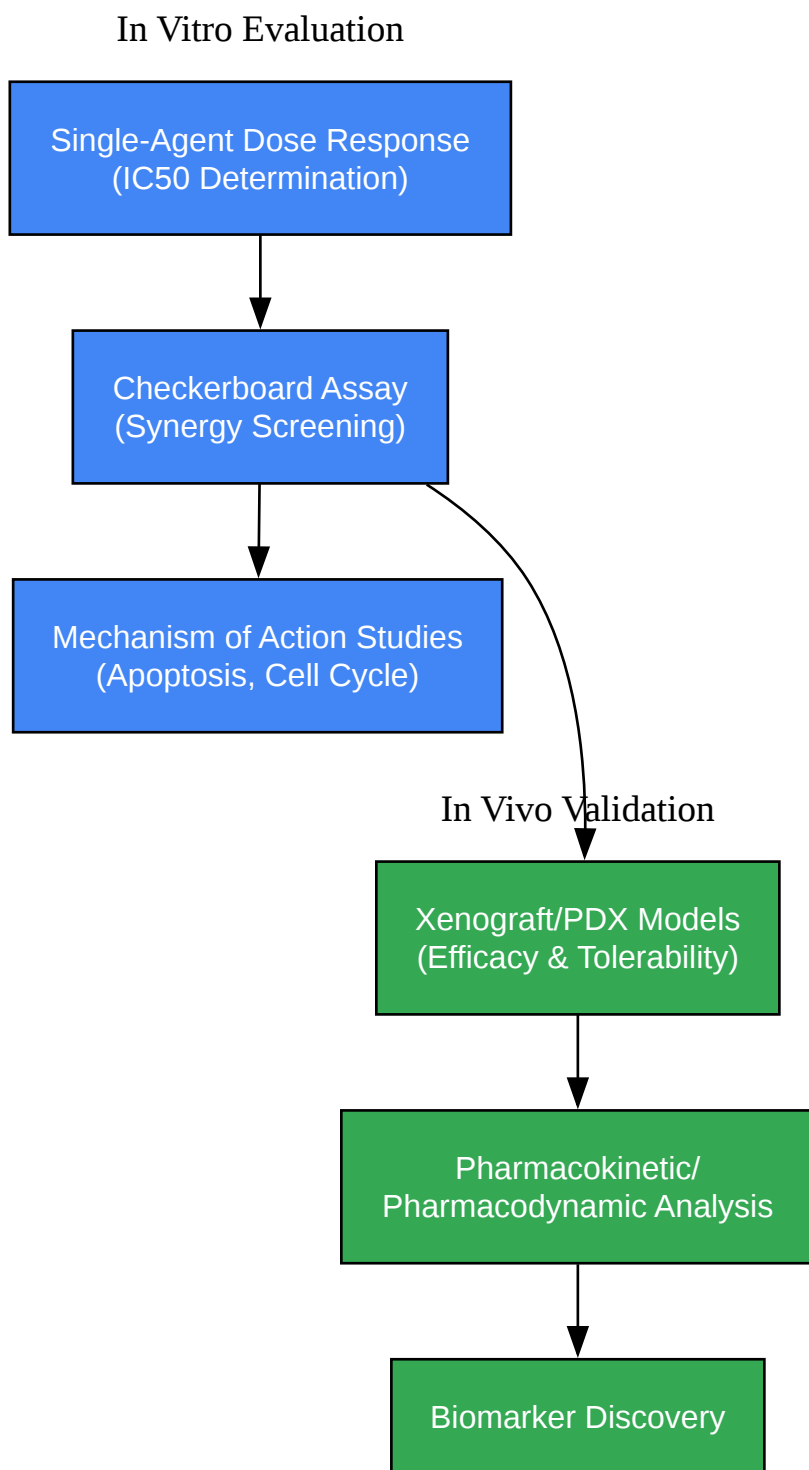 In Vitro Evaluation
Single-Agent Dose Response
(IC50 Determination)
Checkerboard Assay
(Synergy Screening)
Mechanism of Action Studies
(Apoptosis, Cell Cycle)
In Vivo Validation
Xenograft/PDX Models
(Efficacy & Tolerability)
Pharmacokinetic/
Pharmacodynamic Analysis
Biomarker Discovery